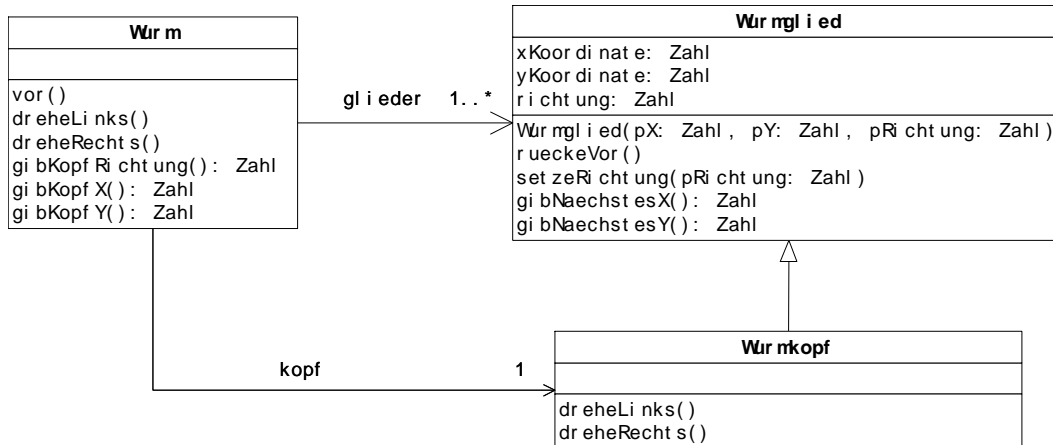 Wurm
vor()
dreheLinks()
dreheRechts()
gibKopfRichtung(): Zahl
gibKopfX(): Zahl
gibKopfY(): Zahl
glieder 1..*
Wurmglied
xKoordinate: Zahl
yKoordinate: Zahl
richtung: Zahl
Wurmglied(pX: Zahl, pY: Zahl, pRichtung: Zahl)
rueckeVor()
setzeRichtung(pRichtung: Zahl)
gibNaechstesX(): Zahl
gibNaechstesY(): Zahl
kopf 1
Wurmkopf
dreheLinks()
dreheRechts()